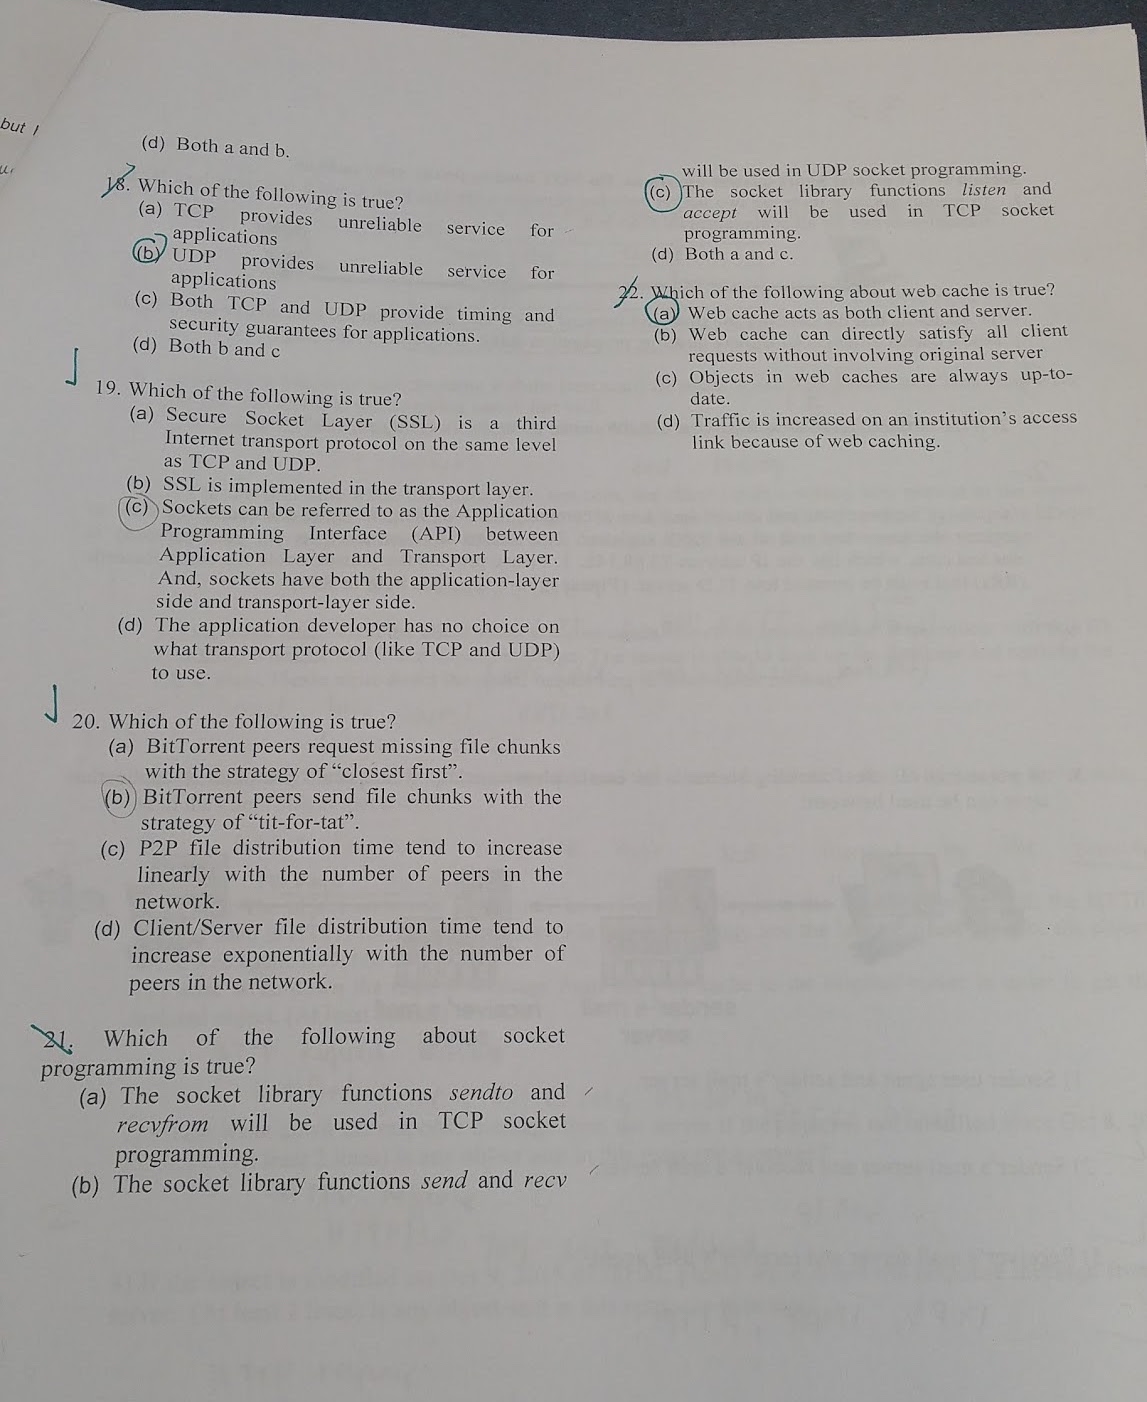 but I
(d) Both a and b.
18. Which of the following is true?
(a) TCP provides unreliable service for
applications
(b) UDP provides unreliable service for
applications
(c) Both TCP and UDP provide timing and
security guarantees for applications.
(d) Both b and c
19. Which of the following is true?
(a) Secure Socket Layer (SSL) is a third
Internet transport protocol on the same level
as TCP and UDP.
(b) SSL is implemented in the transport layer.
(c) Sockets can be referred to as the Application
Programming Interface (API) between
Application Layer and Transport Layer.
And, sockets have both the application-layer
side and transport-layer side.
(d) The application developer has no choice on
what transport protocol (like TCP and UDP)
to use.
20. Which of the following is true?
(a) BitTorrent peers request missing file chunks
with the strategy of “closest first”.
(b) BitTorrent peers send file chunks with the
strategy of “tit-for-tat”.
(c) P2P file distribution time tend to increase
linearly with the number of peers in the
network.
(d) Client/Server file distribution time tend to
increase exponentially with the number of
peers in the network.
21. Which of the following about socket
programming is true?
(a) The socket library functions sendto and
recvfrom will be used in TCP socket
programming.
(b) The socket library functions send and recv
will be used in UDP socket programming.
(c) The socket library functions listen and
accept will be used in TCP socket
programming.
(d) Both a and c.
22. Which of the following about web cache is true?
(a) Web cache acts as both client and server.
(b) Web cache can directly satisfy all client
requests without involving original server
(c) Objects in web caches are always up-to-
date.
(d) Traffic is increased on an institution’s access
link because of web caching.